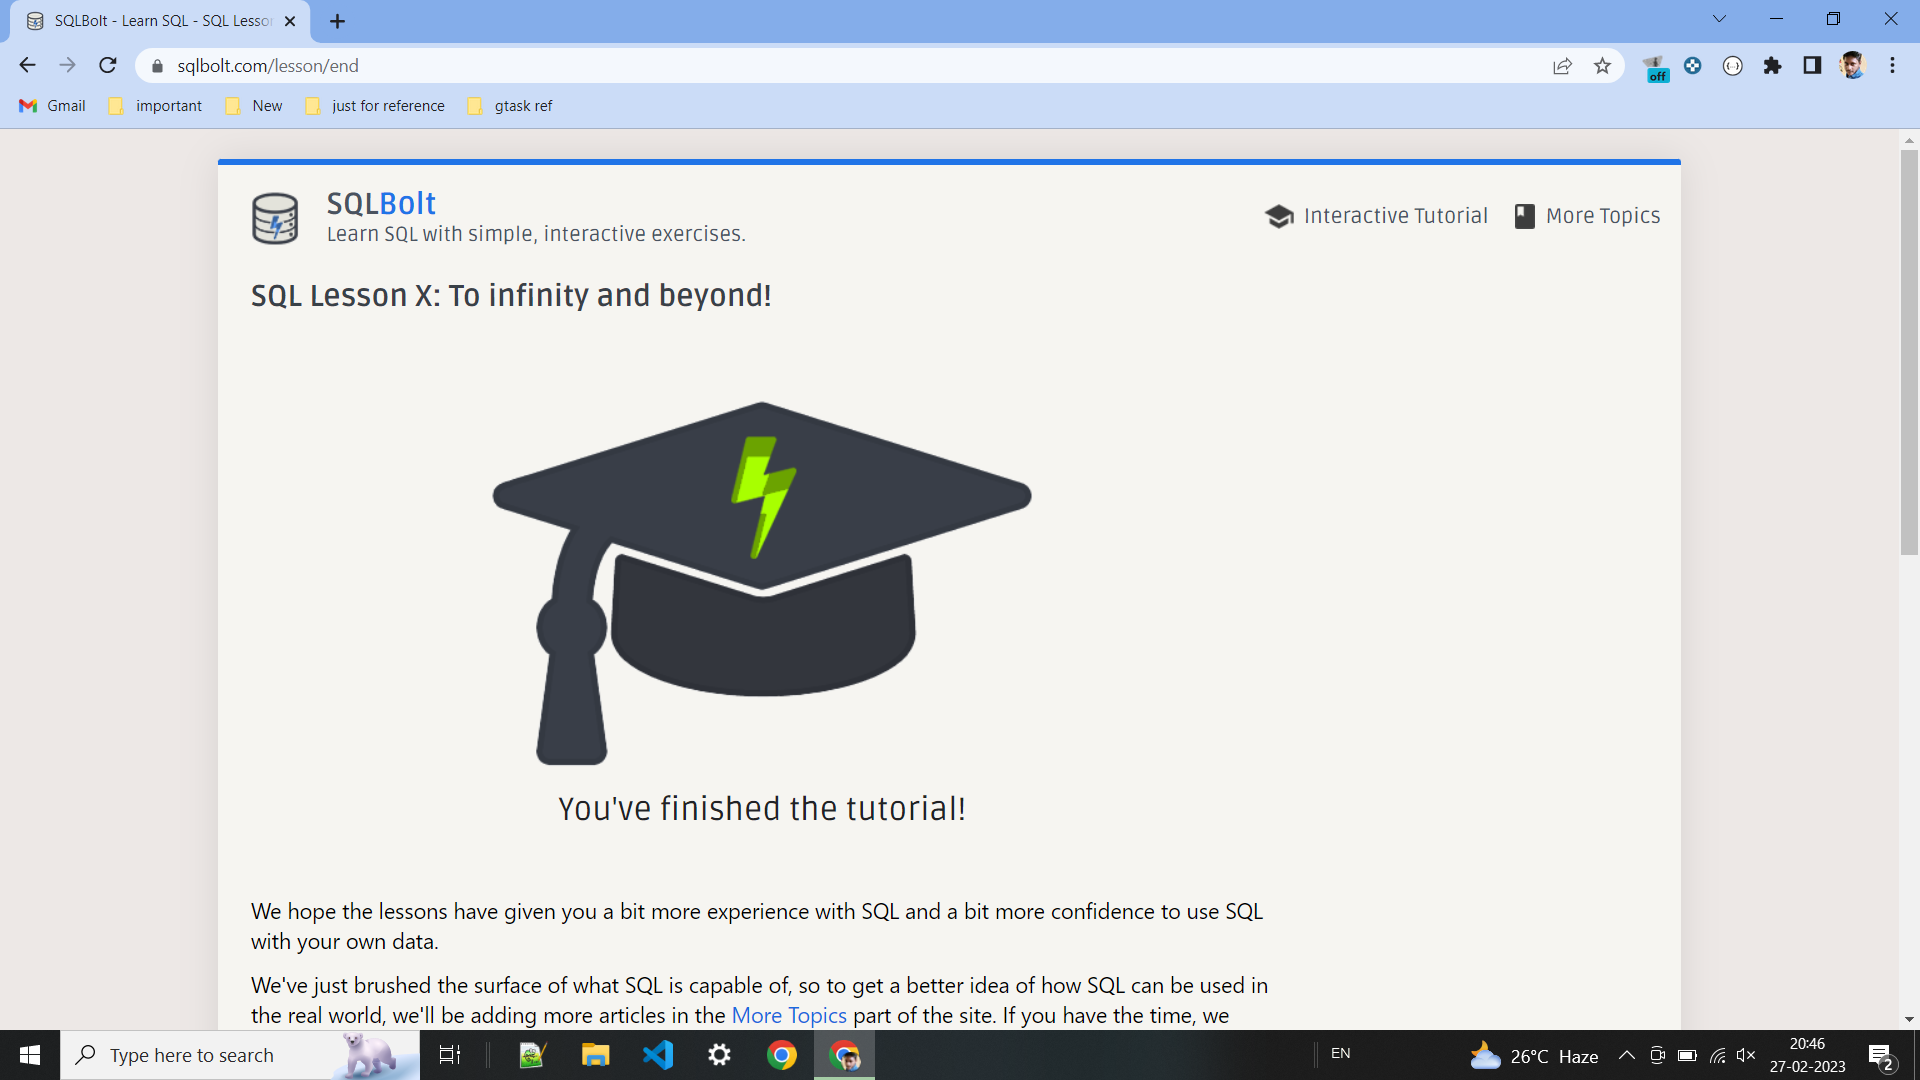 SQLBolt - Learn SQL - SQL Lesson
sqlbolt.com/lesson/end
off
Gmail important New just for reference gtask ref
SQLBolt
Learn SQL with simple, interactive exercises.
Interactive Tutorial More Topics
SQL Lesson X: To infinity and beyond!
You've finished the tutorial!
We hope the lessons have given you a bit more experience with SQL and a bit more confidence to use SQL
with your own data.
We've just brushed the surface of what SQL is capable of, so to get a better idea of how SQL can be used in
the real world, we'll be adding more articles in the More Topics part of the site. If you have the time, we
Type here to search
EN
26°C Haze
20:46
27-02-2023
2